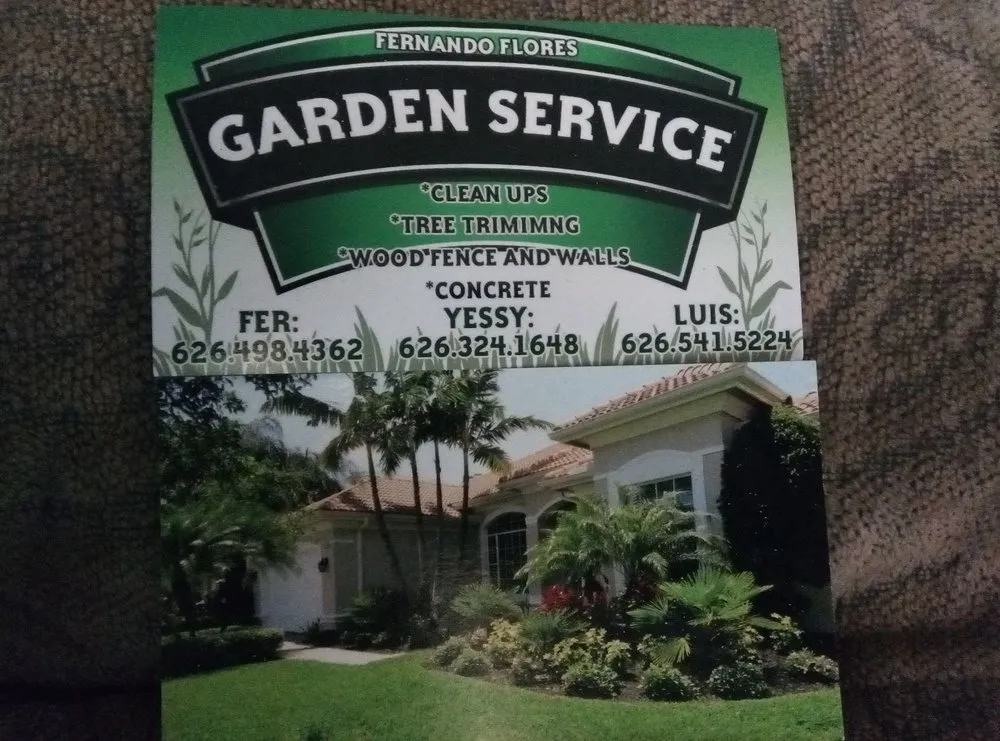 FERNANDO FLORES
GARDEN SERVICE
*CLEAN UPS
*TREE TRIMIMNG
*WOOD FENCE AND WALLS
*CONCRETE
FER: YESSY: LUIS:
626.498.4362 626.324.1648 626.541.5224